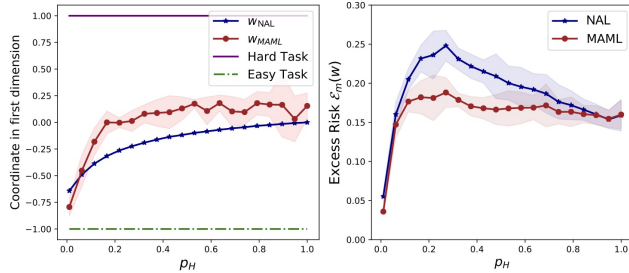 Coordinate in first dimension
1.00
0.75
0.50
0.25
0.00
−0.25
−0.50
−0.75
−1.00
w_NAL
w_MAML
Hard Task
Easy Task
0.0 0.2 0.4 0.6 0.8 1.0
p_H
Excess Risk ℰ_m(w)
0.30
0.25
0.20
0.15
0.10
0.05
0.00
NAL
MAML
0.0 0.2 0.4 0.6 0.8 1.0
p_H